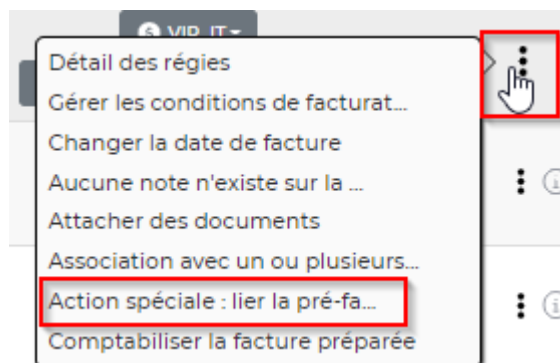 VIP_IT
Détail des régies
Gérer les conditions de facturat...
Changer la date de facture
Aucune note n'existe sur la ...
Attacher des documents
Association avec un ou plusieurs...
Action spéciale : lier la pré-fa...
Comptabiliser la facture préparée